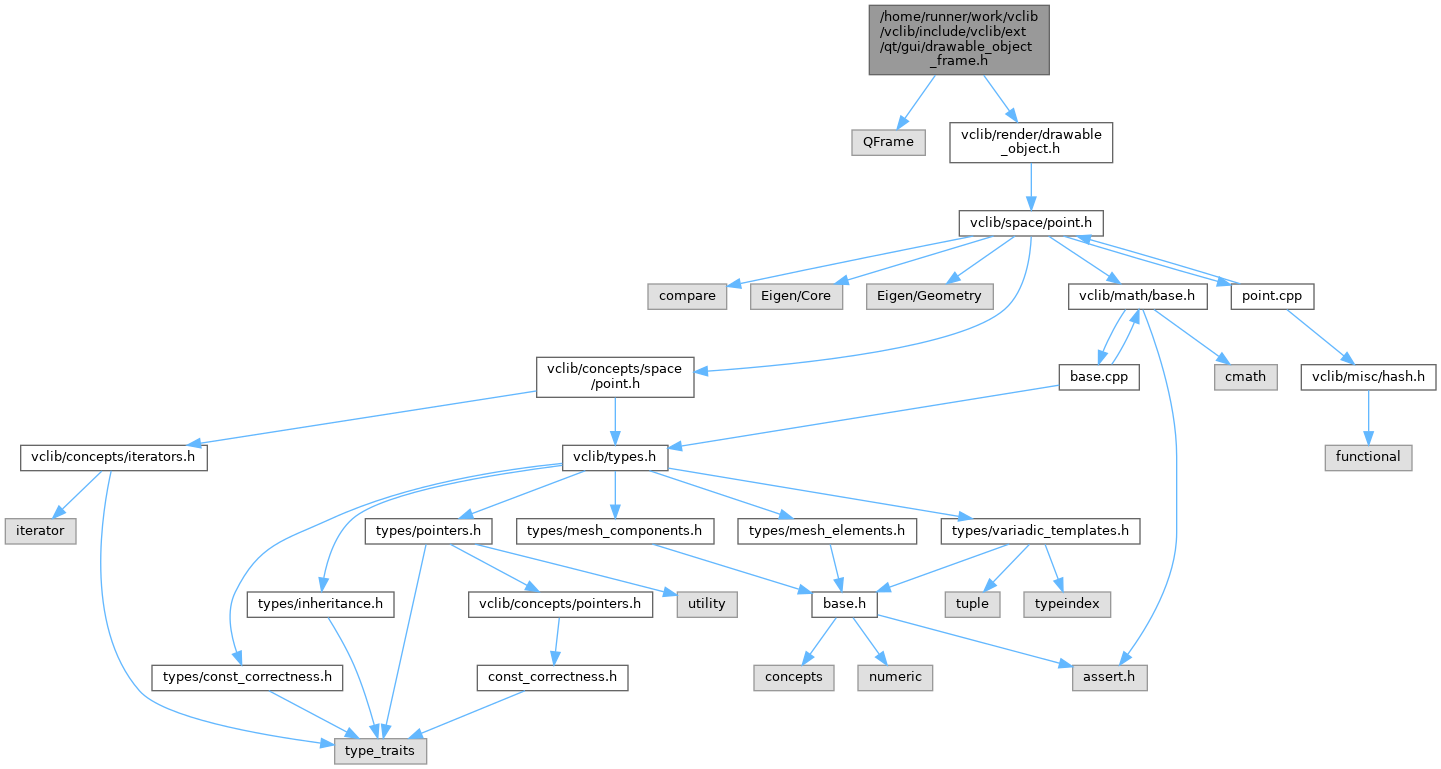 /home/runner/work/vclib
/vclib/include/vclib/ext
/qt/gui/drawable_object
_frame.h
QFrame
vclib/render/drawable
_object.h
vclib/space/point.h
compare
Eigen/Core
Eigen/Geometry
vclib/math/base.h
point.cpp
vclib/concepts/space
/point.h
base.cpp
cmath
vclib/misc/hash.h
vclib/concepts/iterators.h
vclib/types.h
functional
iterator
types/pointers.h
types/mesh_components.h
types/mesh_elements.h
types/variadic_templates.h
types/inheritance.h
vclib/concepts/pointers.h
utility
base.h
tuple
typeindex
types/const_correctness.h
const_correctness.h
concepts
numeric
assert.h
type_traits